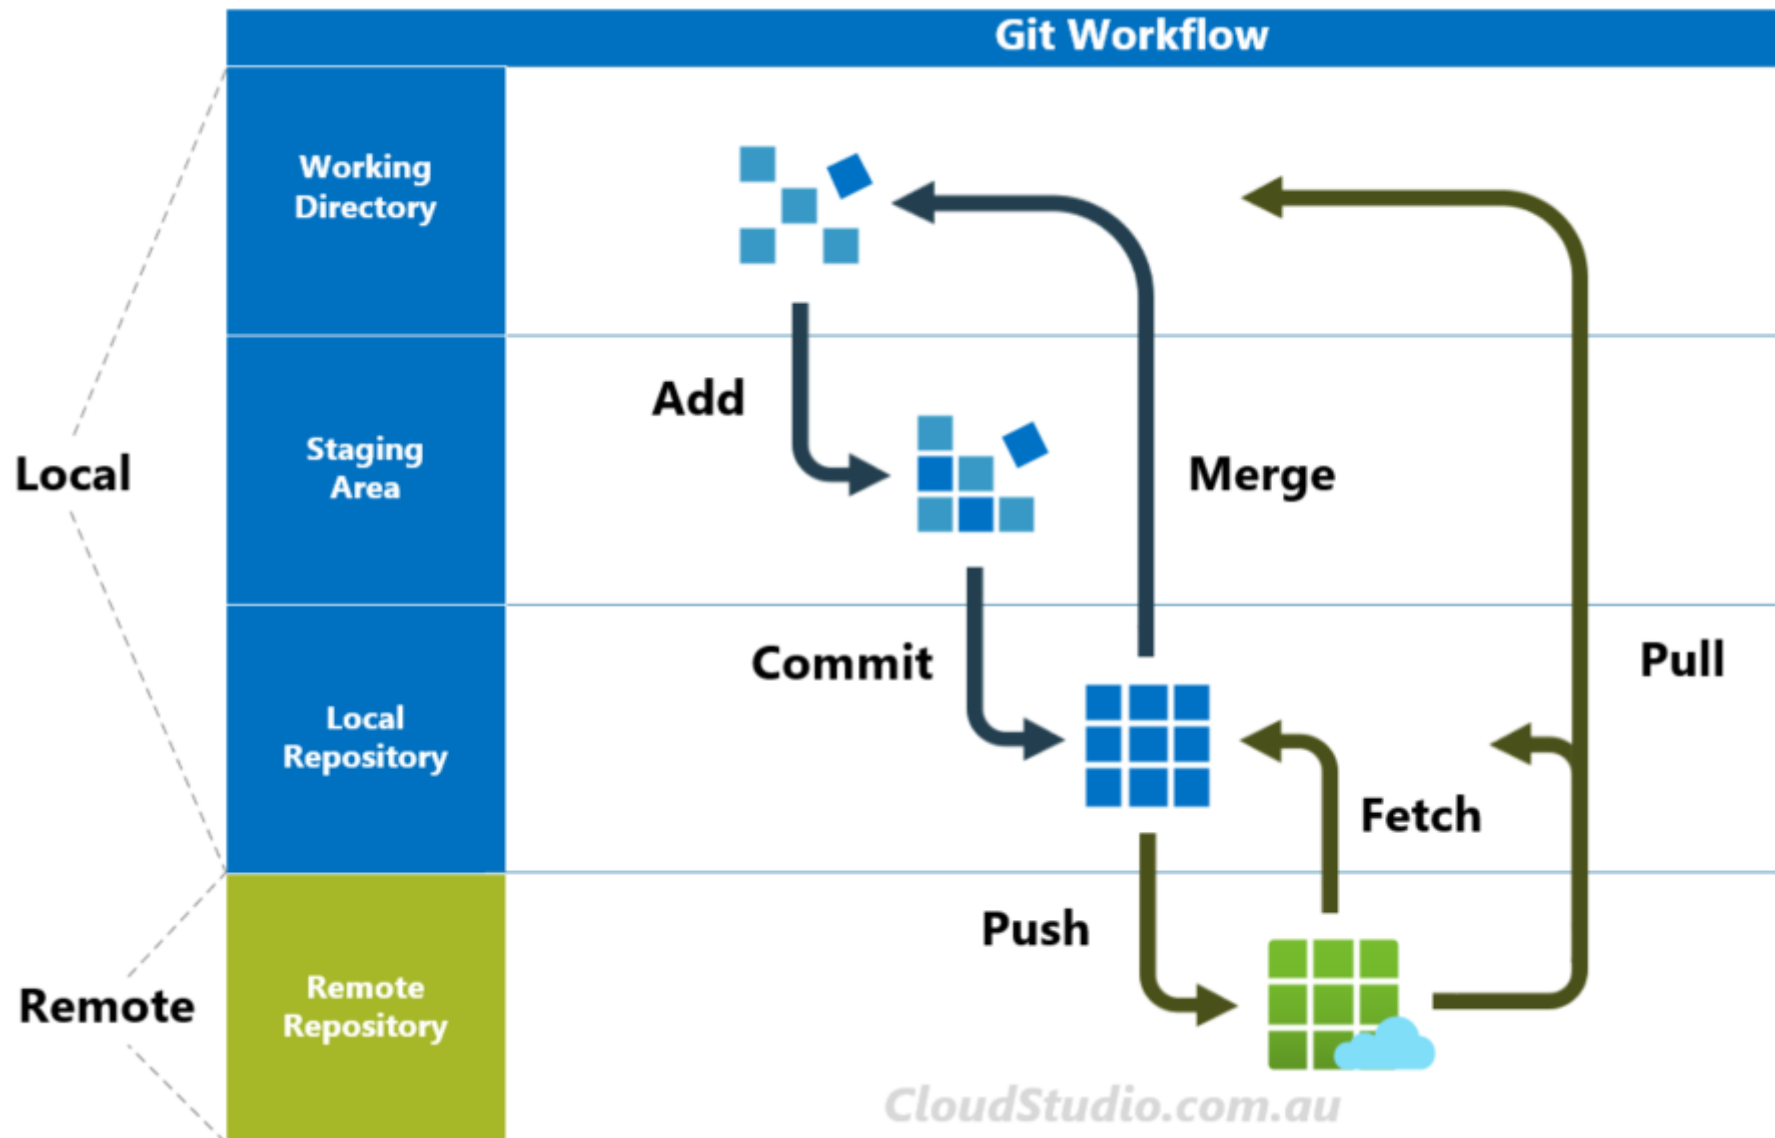 Git Workflow
Working
Directory
Add
Staging
Area
Local
Merge
Commit
Pull
Local
Repository
Fetch
Push
Remote
Remote
Repository
CloudStudio.com.au